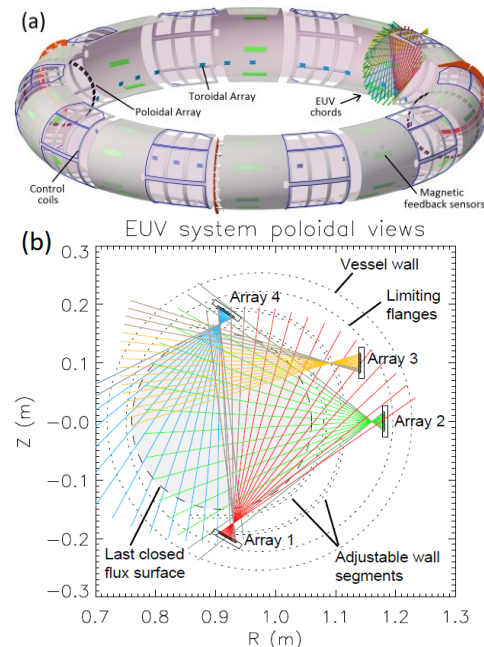 (a)
Toroidal Array
Poloidal Array
EUV
chords
Control
coils
Magnetic
feedback sensors
(b)
EUV system poloidal views
0.3
0.2
0.1
-0.0
-0.1
-0.2
-0.3
Z (m)
Vessel wall
Array 4
Limiting
flanges
Array 3
Array 2
Array 1
Last closed
flux surface
Adjustable wall
segments
0.7 0.8 0.9 1.0 1.1 1.2 1.3
R (m)